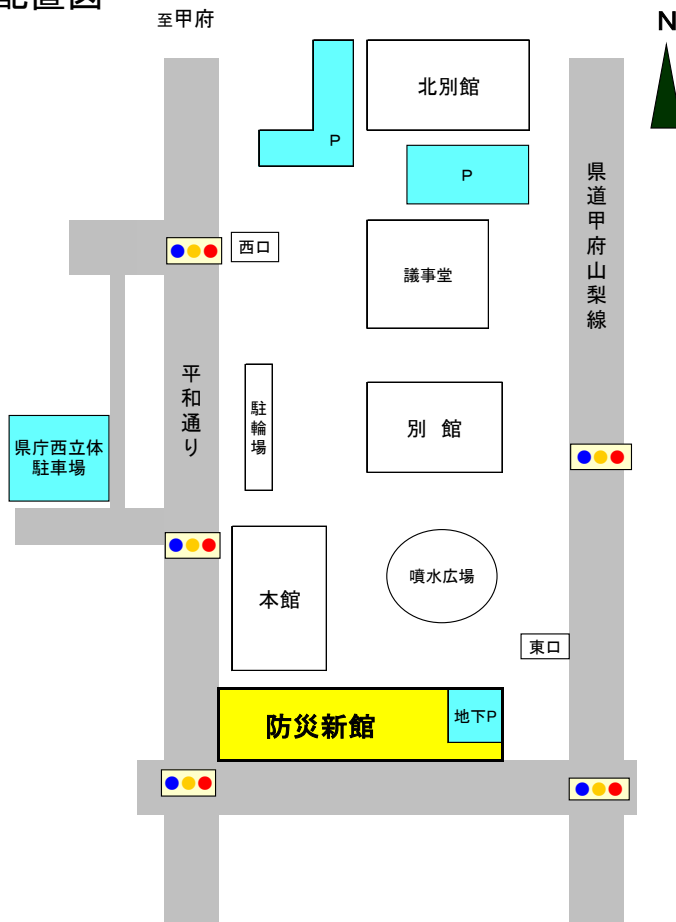 配置図
至甲府
N
北別館
P
P
県道甲府山梨線
西口
議事堂
平和通り
駐輪場
別 館
県庁西立体
駐車場
本館
噴水広場
東口
防災新館
地下P